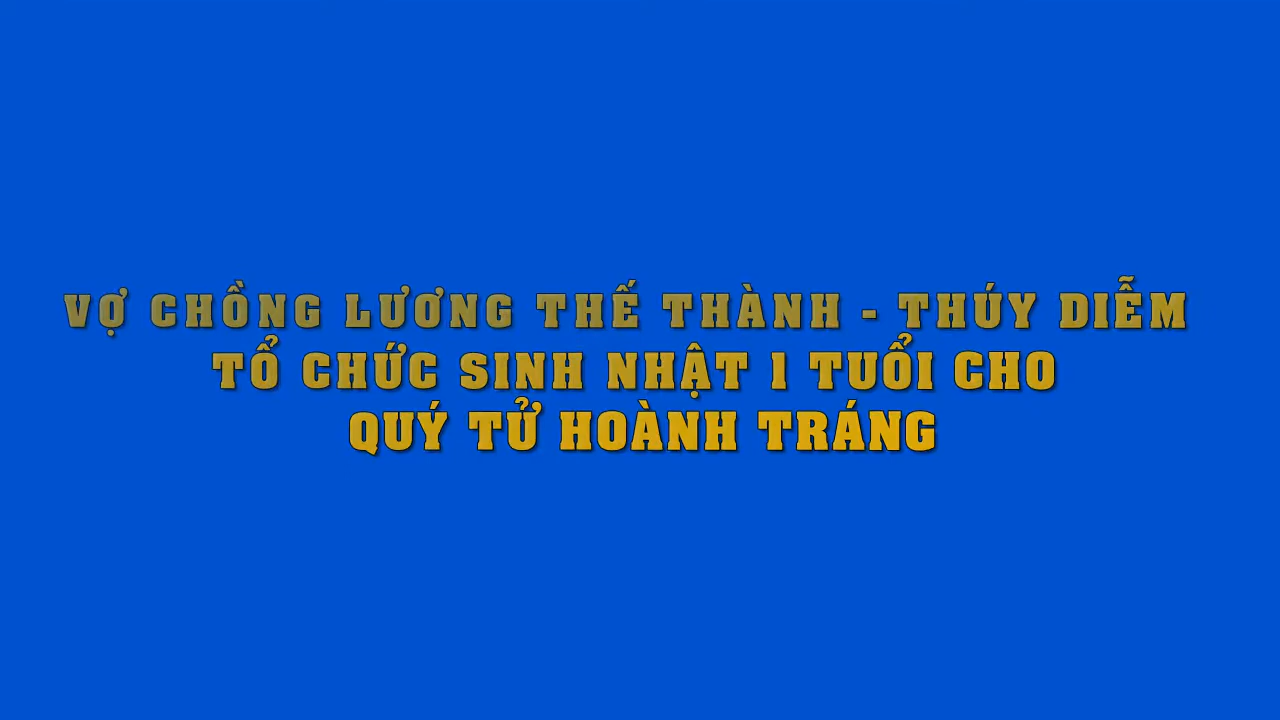 VỢ CHỒNG LƯƠNG THẾ THÀNH - THÚY DIỄM
TỔ CHỨC SINH NHẬT 1 TUỔI CHO
QUÝ TỬ HOÀNH TRÁNG